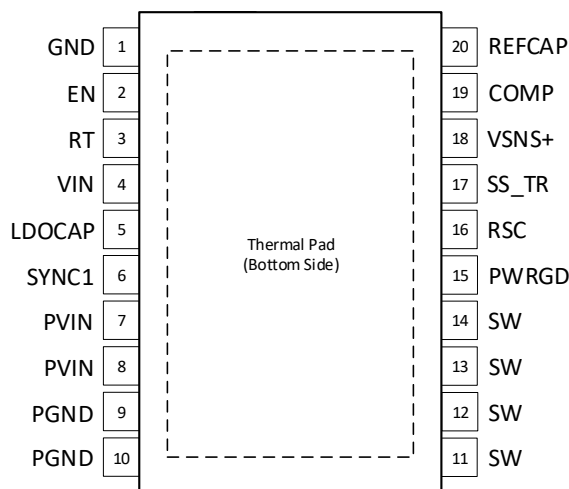 GND 1
EN 2
RT 3
VIN 4
LDOCAP 5
SYNC1 6
PVIN 7
PVIN 8
PGND 9
PGND 10
Thermal Pad
(Bottom Side)
20 REFCAP
19 COMP
18 VSNS+
17 SS_TR
16 RSC
15 PWRGD
14 SW
13 SW
12 SW
11 SW